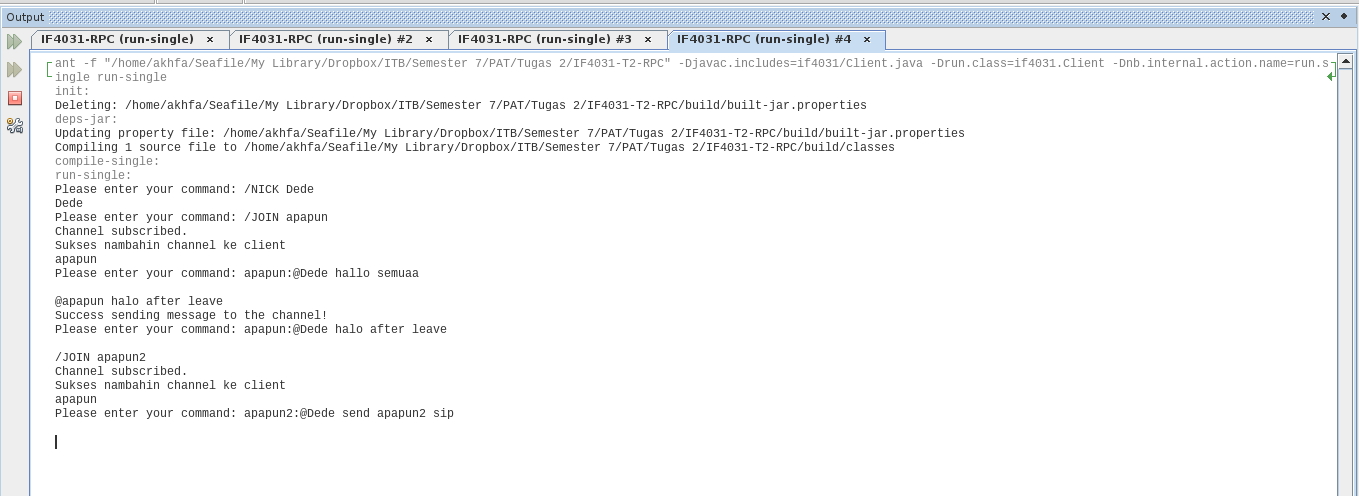 Output
IF4031-RPC (run-single) × IF4031-RPC (run-single) #2 × IF4031-RPC (run-single) #3 × IF4031-RPC (run-single) #4 ×
ant -f "/home/akhfa/Seafile/My Library/Dropbox/ITB/Semester 7/PAT/Tugas 2/IF4031-T2-RPC" -Djavac.includes=if4031/Client.java -Drun.class=if4031.Client -Dnb.internal.action.name=run.s
ingle run-single
init:
Deleting: /home/akhfa/Seafile/My Library/Dropbox/ITB/Semester 7/PAT/Tugas 2/IF4031-T2-RPC/build/built-jar.properties
deps-jar:
Updating property file: /home/akhfa/Seafile/My Library/Dropbox/ITB/Semester 7/PAT/Tugas 2/IF4031-T2-RPC/build/built-jar.properties
Compiling 1 source file to /home/akhfa/Seafile/My Library/Dropbox/ITB/Semester 7/PAT/Tugas 2/IF4031-T2-RPC/build/classes
compile-single:
run-single:
Please enter your command: /NICK Dede
Dede
Please enter your command: /JOIN apapun
Channel subscribed.
Sukses nambahin channel ke client
apapun
Please enter your command: apapun:@Dede hallo semuaa
@apapun halo after leave
Success sending message to the channel!
Please enter your command: apapun:@Dede halo after leave
/JOIN apapun2
Channel subscribed.
Sukses nambahin channel ke client
apapun
Please enter your command: apapun2:@Dede send apapun2 sip